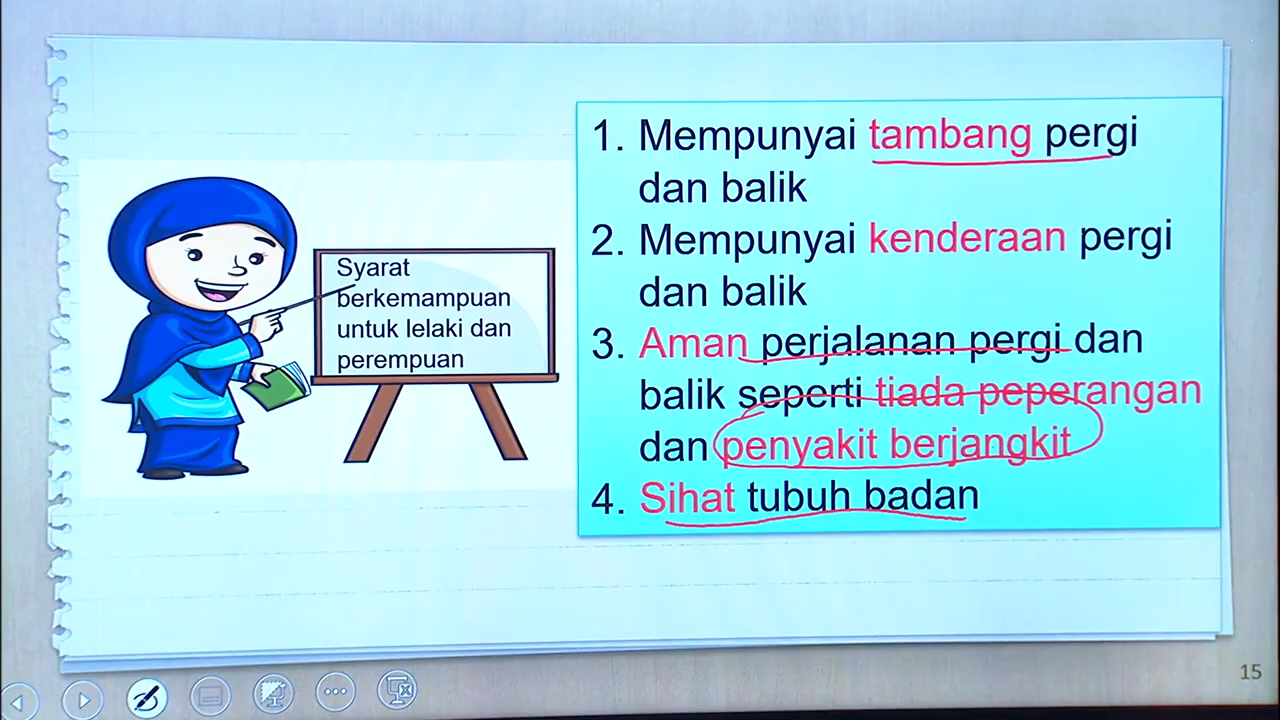 Syarat
berkemampuan
untuk lelaki dan
perempuan
1. Mempunyai tambang pergi
dan balik
2. Mempunyai kenderaan pergi
dan balik
3. Aman perjalanan pergi dan
balik seperti tiada peperangan
dan penyakit berjangkit
4. Sihat tubuh badan
15